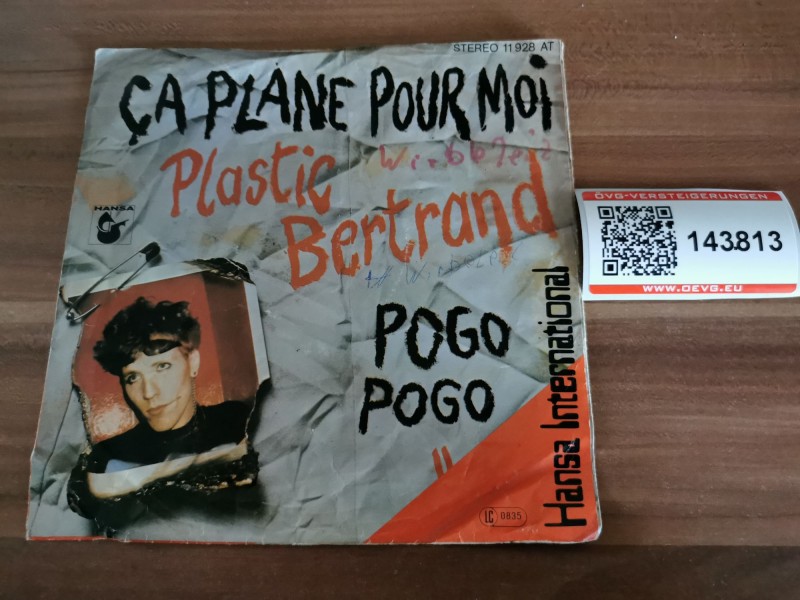 STEREO 11 928 AT
ÇA PLANE POUR MOI
Plastic
Bertrand
HANSA
POGO
POGO
Hansa International
LC 0835
ÖVG-VERSTEIGERUNGEN
143813
WWW.OEVG.EU